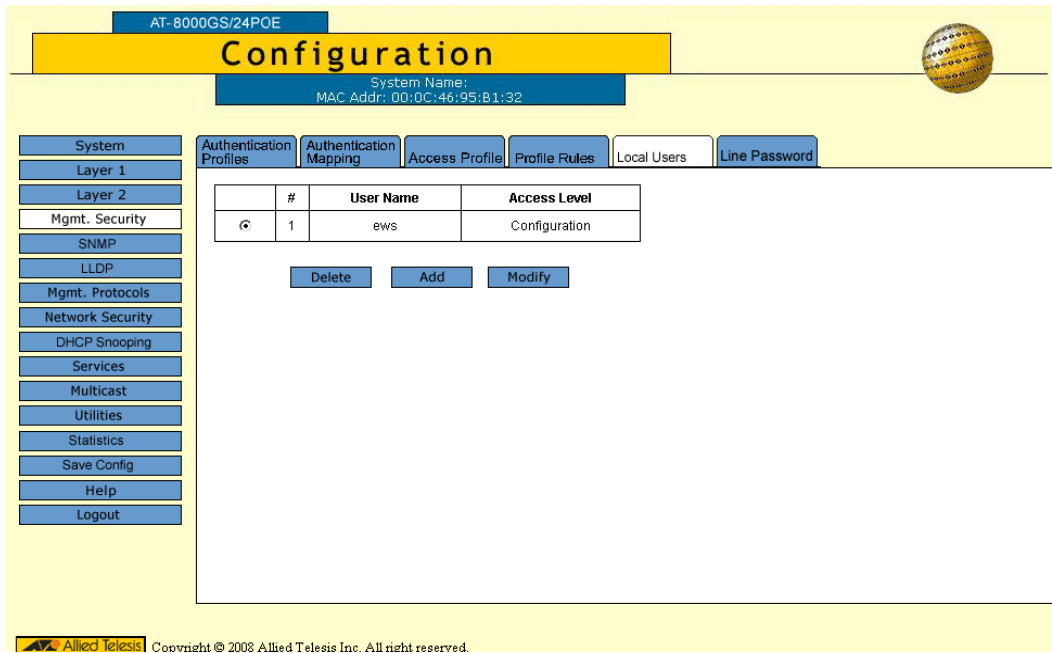 AT-8000GS/24POE
Configuration
System Name:
MAC Addr: 00:0C:46:95:B1:32
System
Layer 1
Layer 2
Mgmt. Security
SNMP
LLDP
Mgmt. Protocols
Network Security
DHCP Snooping
Services
Multicast
Utilities
Statistics
Save Config
Help
Logout
Authentication Profiles
Authentication Mapping
Access Profile
Profile Rules
Local Users
Line Password
# User Name Access Level
1 ews Configuration
Delete Add Modify
Allied Telesis Copyright © 2008 Allied Telesis Inc. All right reserved.